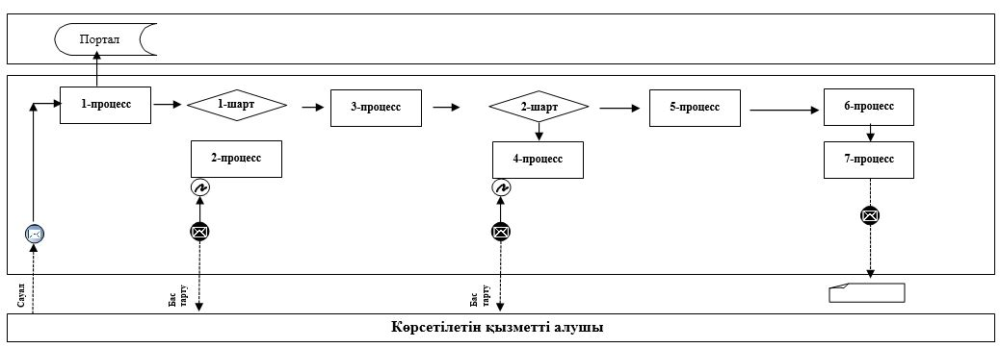 Портал
1-процесс
1-шарт
3-процесс
2-шарт
5-процесс
6-процесс
2-процесс
4-процесс
7-процесс
Сауал
Бас
тарту
Бас
тарту
Көрсетілетін қызметті алушы